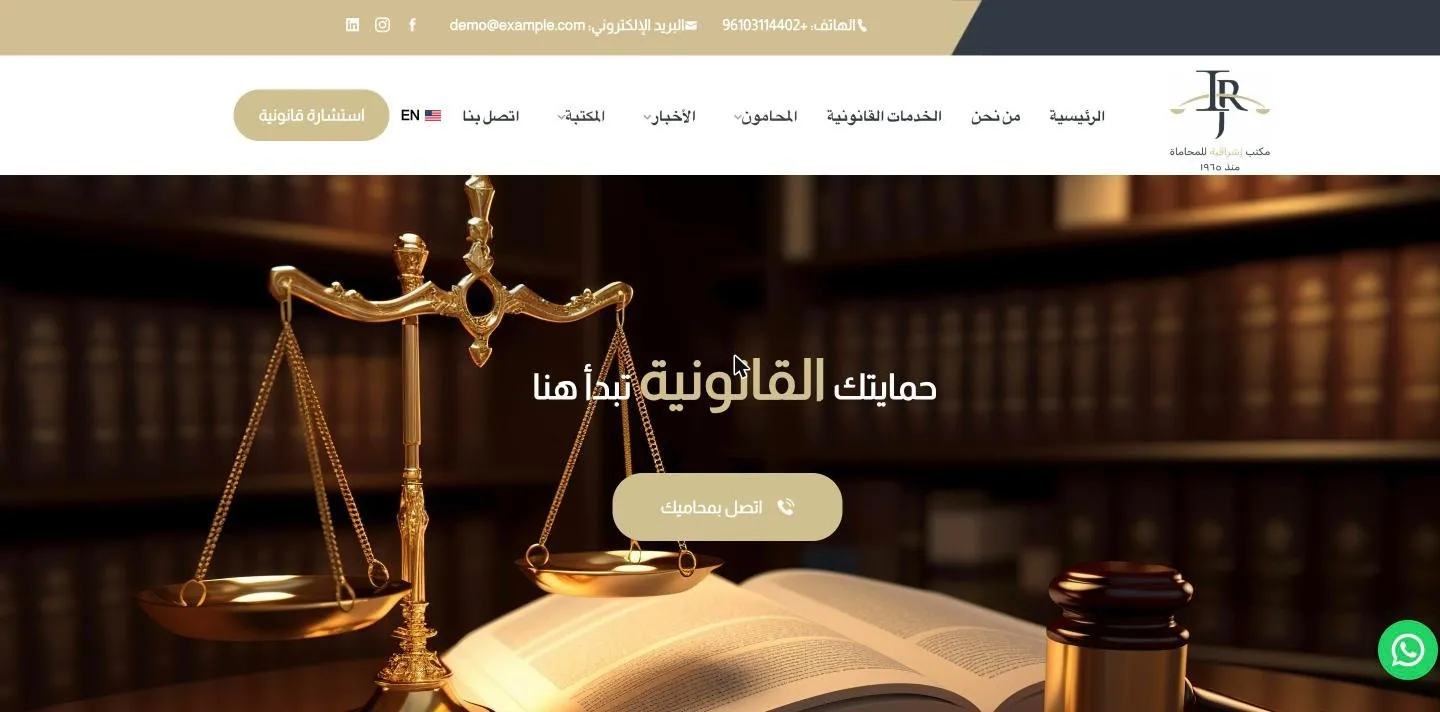 الهاتف: +96103114402
البريد الإلكتروني: demo@example.com
مكتب إشراقية للمحاماة
منذ ١٩٦٥
الرئيسية
من نحن
الخدمات القانونية
المحامون
الأخبار
المكتبة
اتصل بنا
EN
استشارة قانونية
حمايتك القانونية تبدأ هنا
اتصل بمحاميك